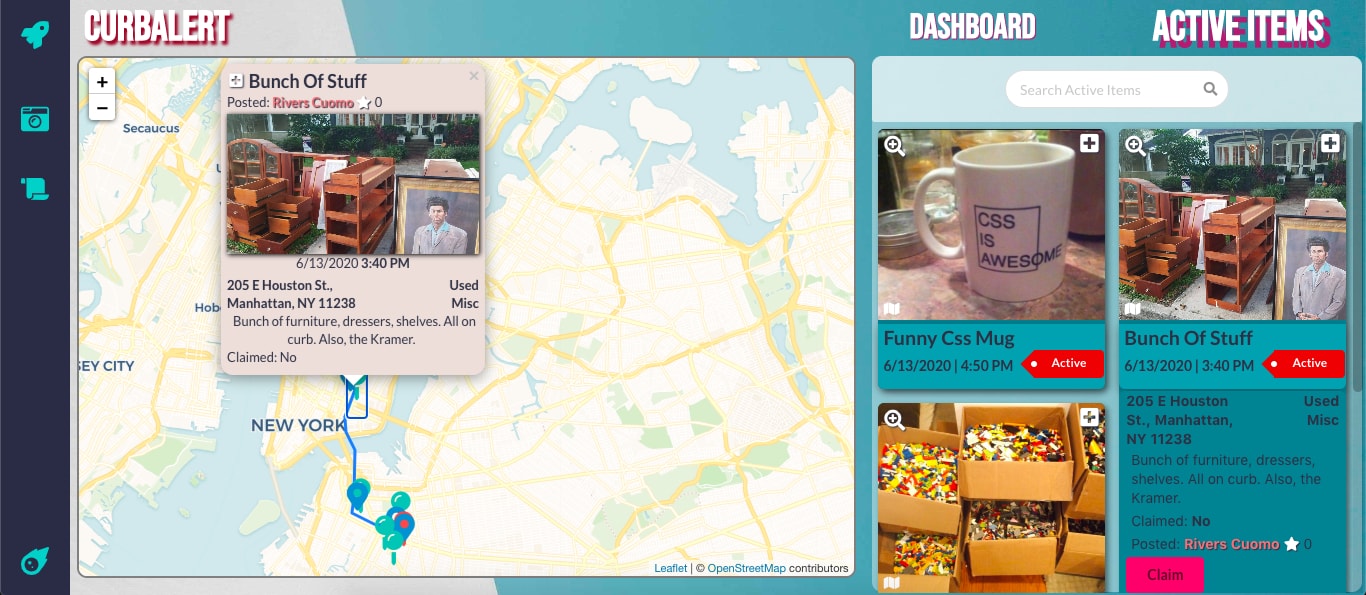 CURBALERT
DASHBOARD
ACTIVE ITEMS
+
−
Secaucus
Hobo
SEY CITY
NEW YORK
Bunch Of Stuff
×
Posted: Rivers Cuomo 0
6/13/2020 3:40 PM
205 E Houston St.,
Manhattan, NY 11238
Used
Misc
Bunch of furniture, dressers, shelves. All on
curb. Also, the Kramer.
Claimed: No
Leaflet | © OpenStreetMap contributors
Search Active Items
CSS
IS
AWESOME
Funny Css Mug
6/13/2020 | 4:50 PM
Active
Bunch Of Stuff
6/13/2020 | 3:40 PM
Active
205 E Houston
St., Manhattan,
NY 11238
Used
Misc
Bunch of furniture, dressers,
shelves. All on curb. Also, the
Kramer.
Claimed: No
Posted: Rivers Cuomo 0
Claim